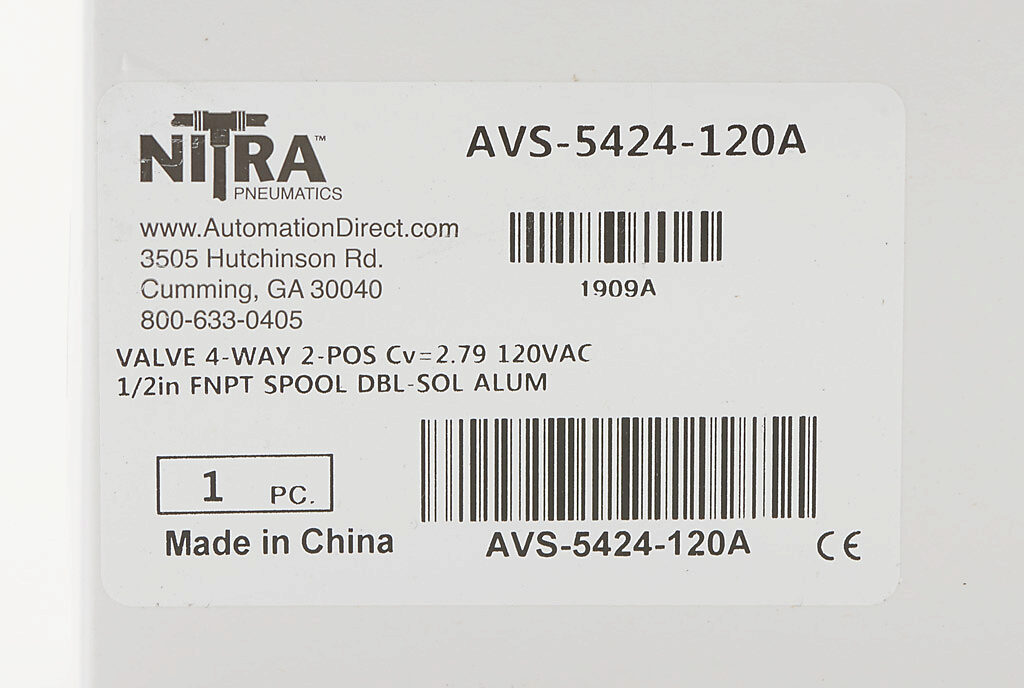 NITRA™
PNEUMATICS
www.AutomationDirect.com
3505 Hutchinson Rd.
Cumming, GA 30040
800-633-0405
AVS-5424-120A
1909A
VALVE 4-WAY 2-POS Cv=2.79 120VAC
1/2in FNPT SPOOL DBL-SOL ALUM
1 PC.
Made in China
AVS-5424-120A
CE